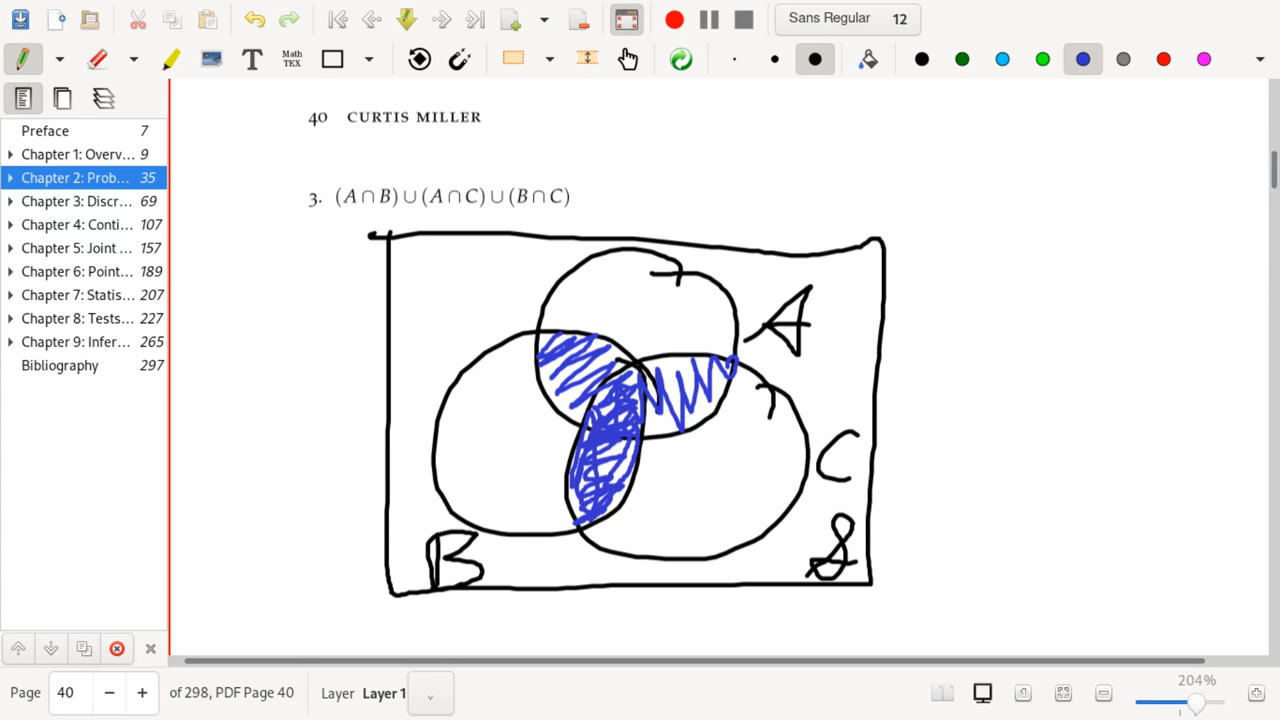 Sans Regular 12
T Math TEX
Preface 7
Chapter 1: Overv... 9
Chapter 2: Prob... 35
Chapter 3: Discr... 69
Chapter 4: Conti... 107
Chapter 5: Joint ... 157
Chapter 6: Point... 189
Chapter 7: Statis... 207
Chapter 8: Tests... 227
Chapter 9: Infer... 265
Bibliography 297
40 CURTIS MILLER
3. (A ∩ B) ∪ (A ∩ C) ∪ (B ∩ C)
A
C
B
S
Page 40 of 298, PDF Page 40 Layer Layer 1
204%